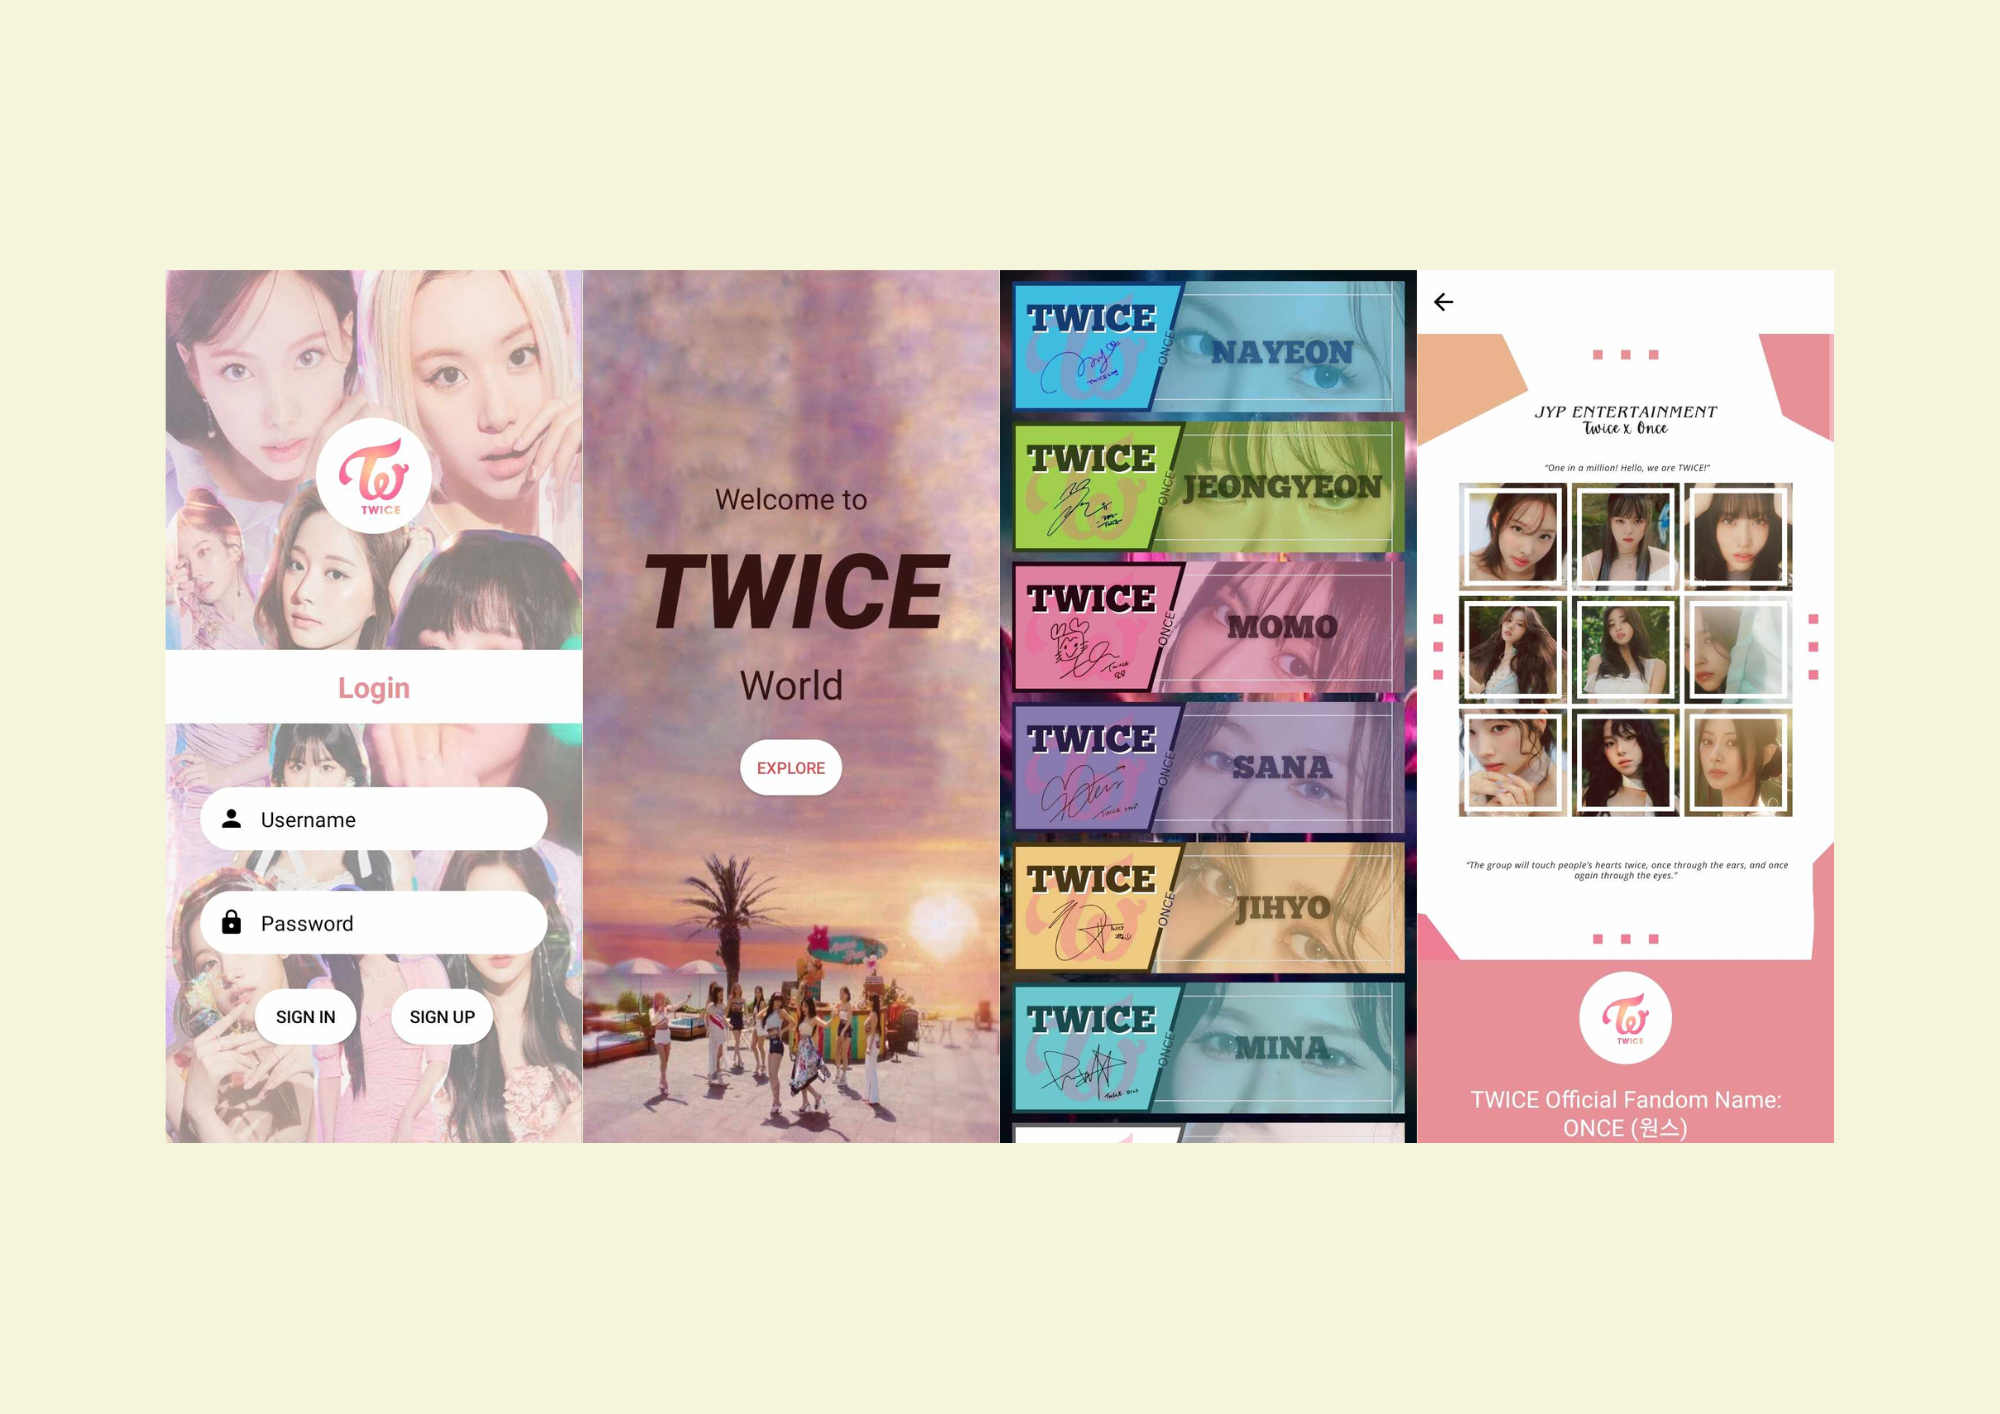 TWICE
Login
Username
Password
SIGN IN
SIGN UP
Welcome to
TWICE
World
EXPLORE
TWICE
ONCE
NAYEON
TWICE
ONCE
JEONGYEON
TWICE
ONCE
MOMO
TWICE
ONCE
SANA
TWICE
ONCE
JIHYO
TWICE
ONCE
MINA
JYP ENTERTAINMENT
Twice x Once
"One in a million! Hello, we are TWICE!"
"The group will touch people's hearts twice, once through the ears, and once
again through the eyes."
TWICE
TWICE Official Fandom Name:
ONCE (원스)